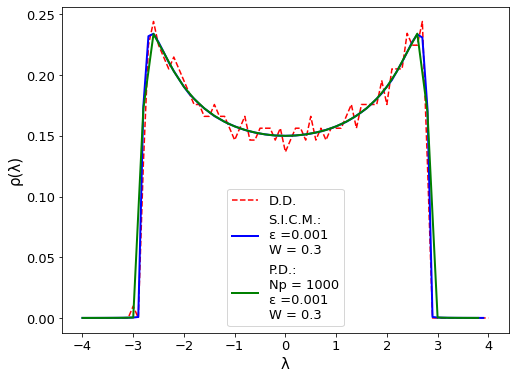 0.25
0.20
0.15
0.10
0.05
0.00
ρ(λ)
D.D.
S.I.C.M.:
ε =0.001
W = 0.3
P.D.:
Np = 1000
ε =0.001
W = 0.3
−4 −3 −2 −1 0 1 2 3 4
λ